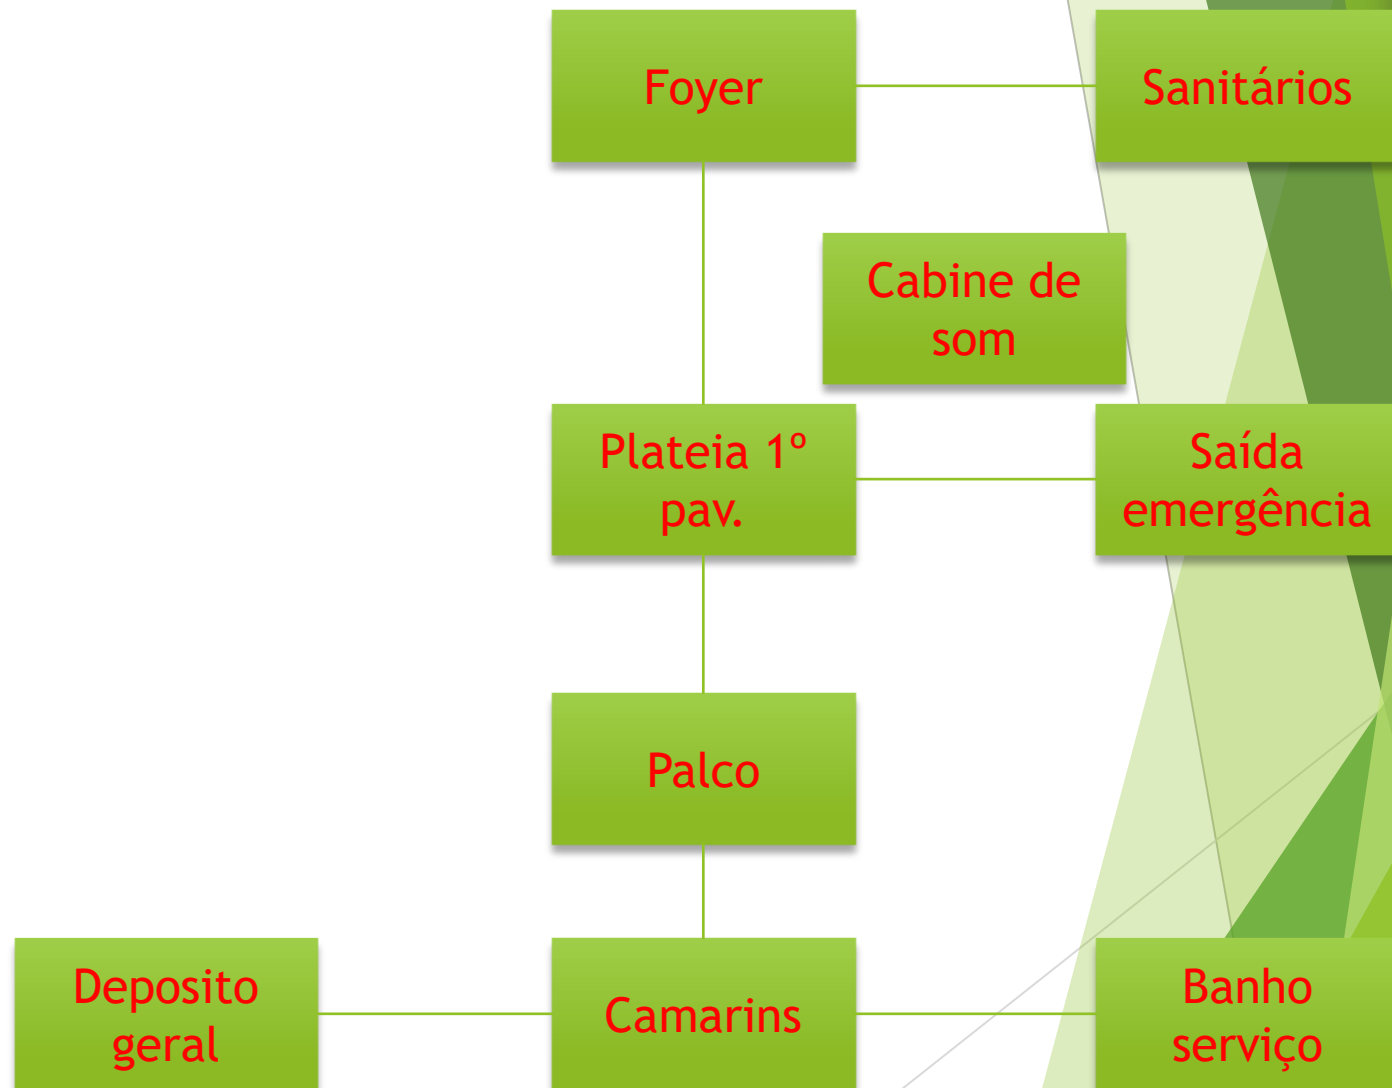 Foyer
Sanitários
Cabine de
som
Plateia 1º
pav.
Saída
emergência
Palco
Deposito
geral
Camarins
Banho
serviço